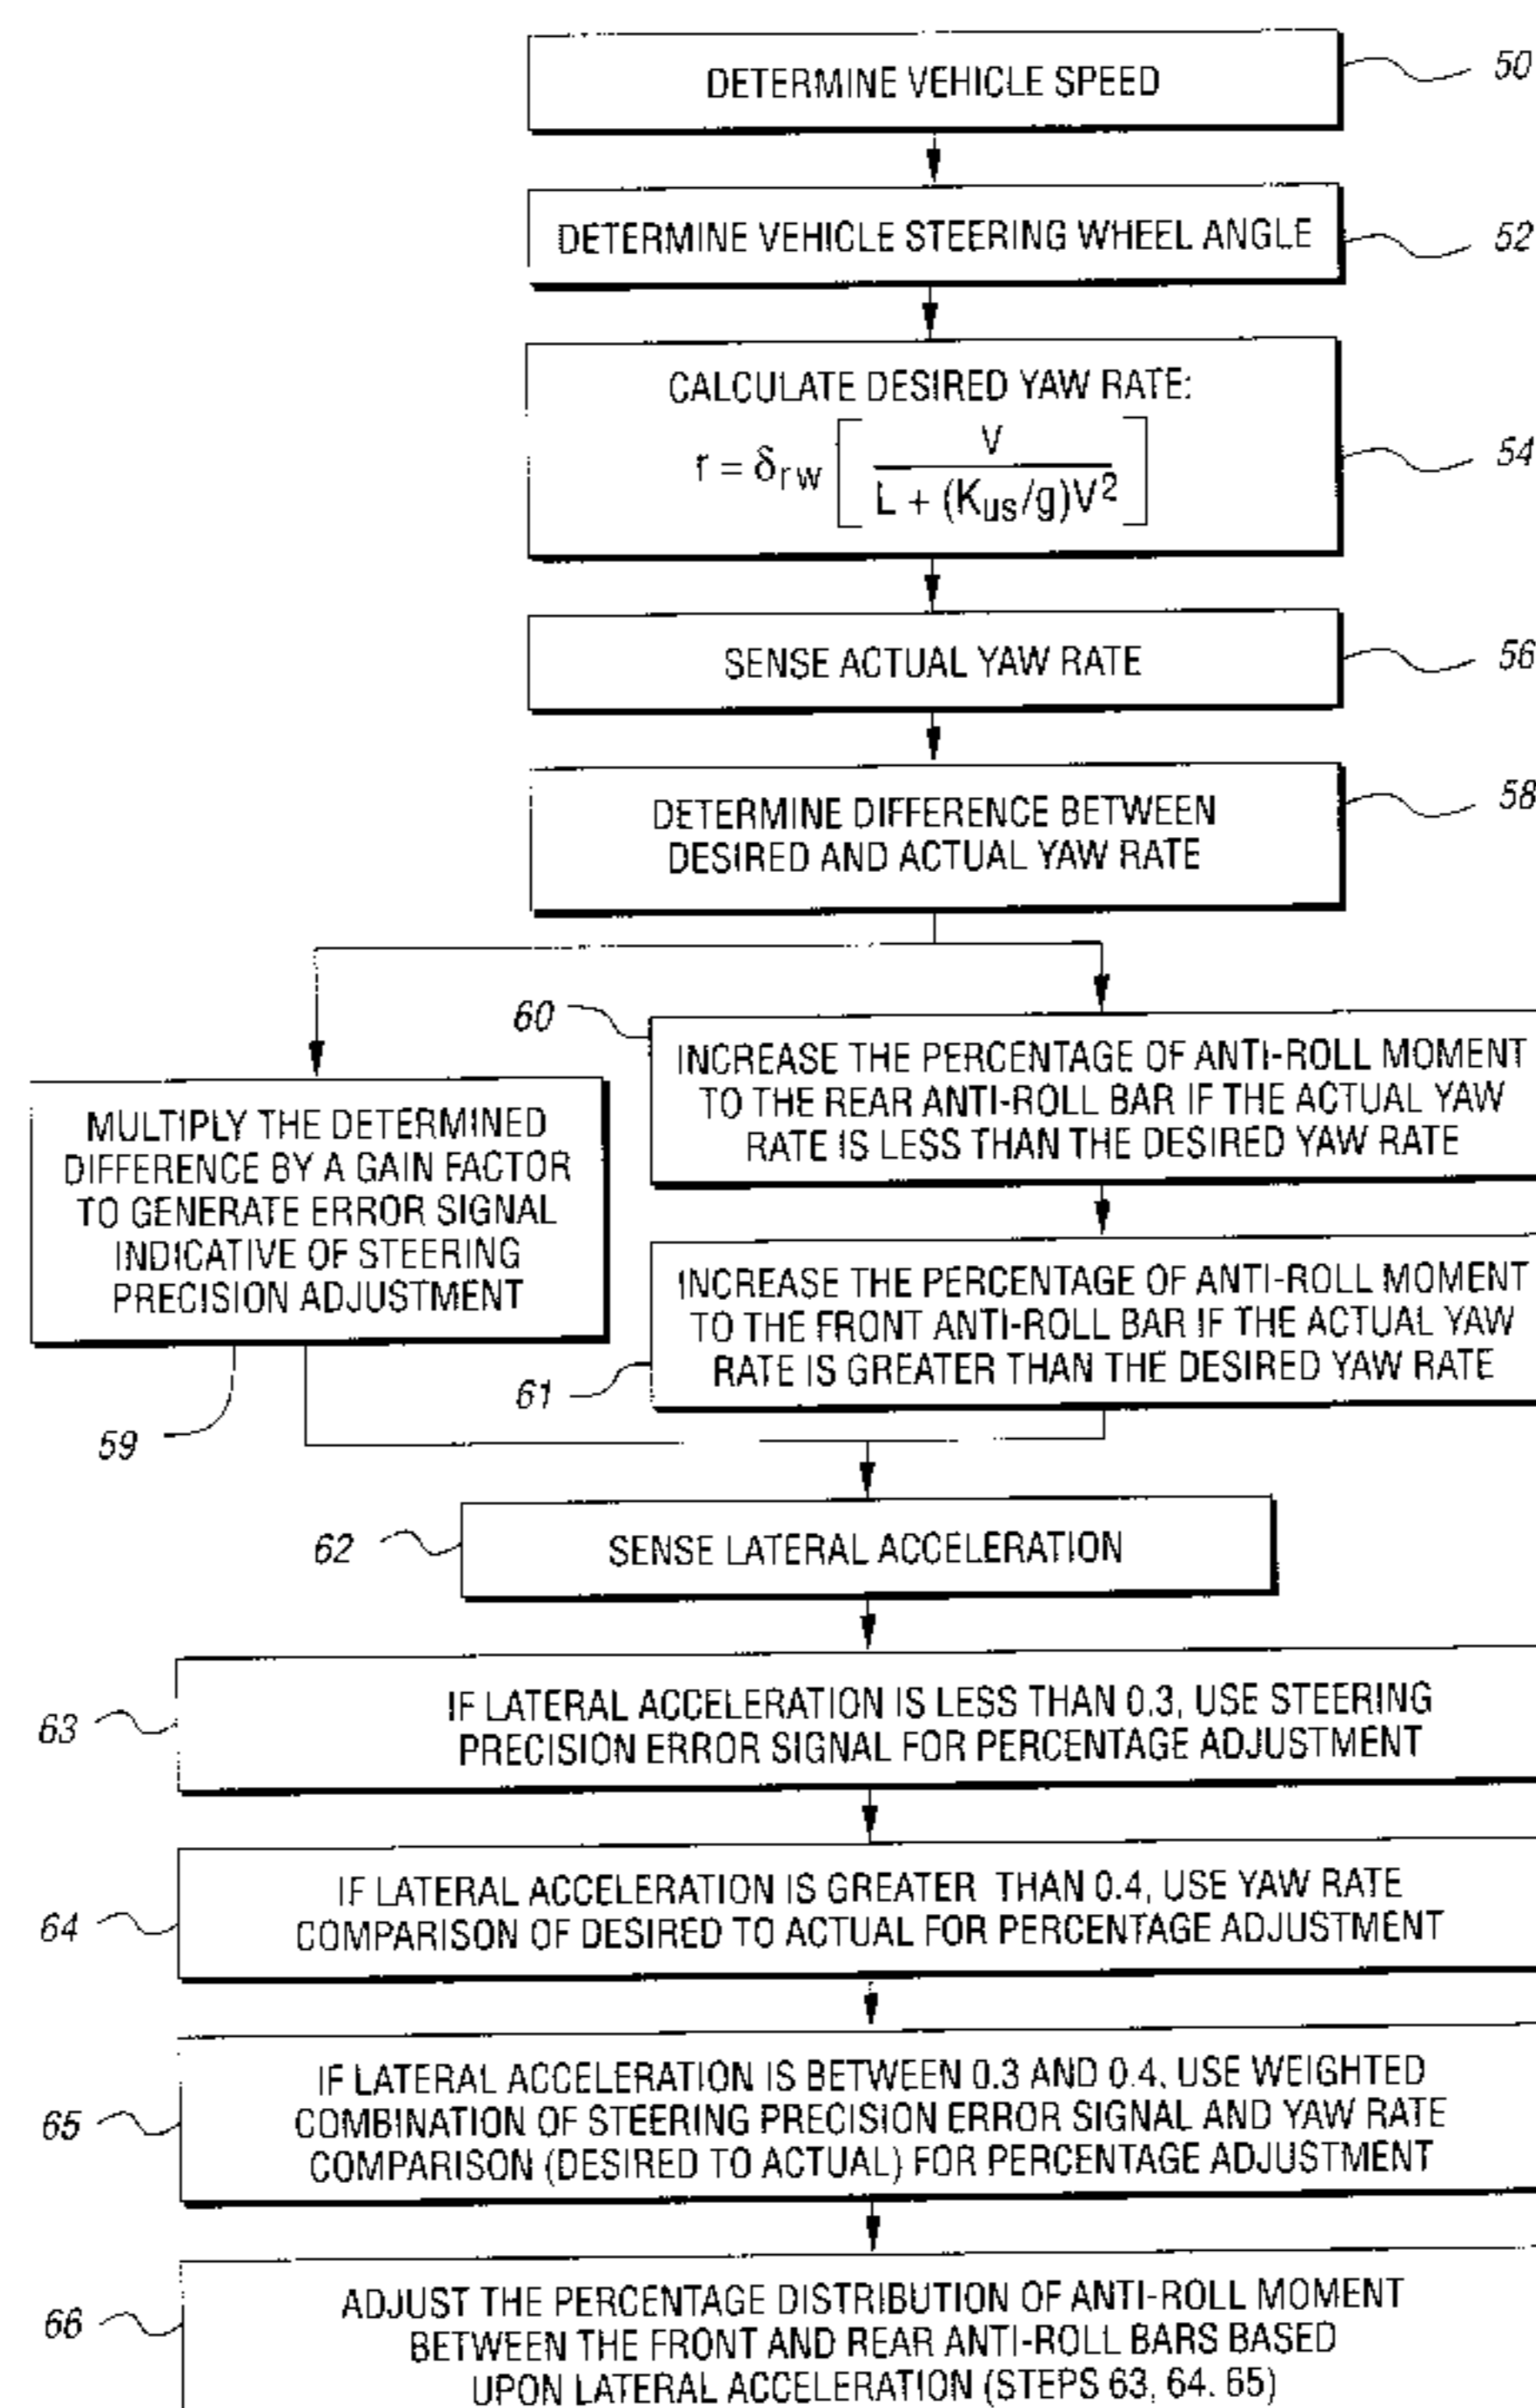 DETERMINE VEHICLE SPEED
50
DETERMINE VEHICLE STEERING WHEEL ANGLE
52
CALCULATE DESIRED YAW RATE:
r = δrw [ V / L + (Kus/g)V² ]
54
SENSE ACTUAL YAW RATE
56
DETERMINE DIFFERENCE BETWEEN
DESIRED AND ACTUAL YAW RATE
58
MULTIPLY THE DETERMINED
DIFFERENCE BY A GAIN FACTOR
TO GENERATE ERROR SIGNAL
INDICATIVE OF STEERING
PRECISION ADJUSTMENT
59
60
INCREASE THE PERCENTAGE OF ANTI-ROLL MOMENT
TO THE REAR ANTI-ROLL BAR IF THE ACTUAL YAW
RATE IS LESS THAN THE DESIRED YAW RATE
INCREASE THE PERCENTAGE OF ANTI-ROLL MOMENT
TO THE FRONT ANTI-ROLL BAR IF THE ACTUAL YAW
RATE IS GREATER THAN THE DESIRED YAW RATE
61
62
SENSE LATERAL ACCELERATION
63
IF LATERAL ACCELERATION IS LESS THAN 0.3, USE STEERING
PRECISION ERROR SIGNAL FOR PERCENTAGE ADJUSTMENT
64
IF LATERAL ACCELERATION IS GREATER THAN 0.4, USE YAW RATE
COMPARISON OF DESIRED TO ACTUAL FOR PERCENTAGE ADJUSTMENT
65
IF LATERAL ACCELERATION IS BETWEEN 0.3 AND 0.4, USE WEIGHTED
COMBINATION OF STEERING PRECISION ERROR SIGNAL AND YAW RATE
COMPARISON (DESIRED TO ACTUAL) FOR PERCENTAGE ADJUSTMENT
66
ADJUST THE PERCENTAGE DISTRIBUTION OF ANTI-ROLL MOMENT
BETWEEN THE FRONT AND REAR ANTI-ROLL BARS BASED
UPON LATERAL ACCELERATION (STEPS 63, 64. 65)